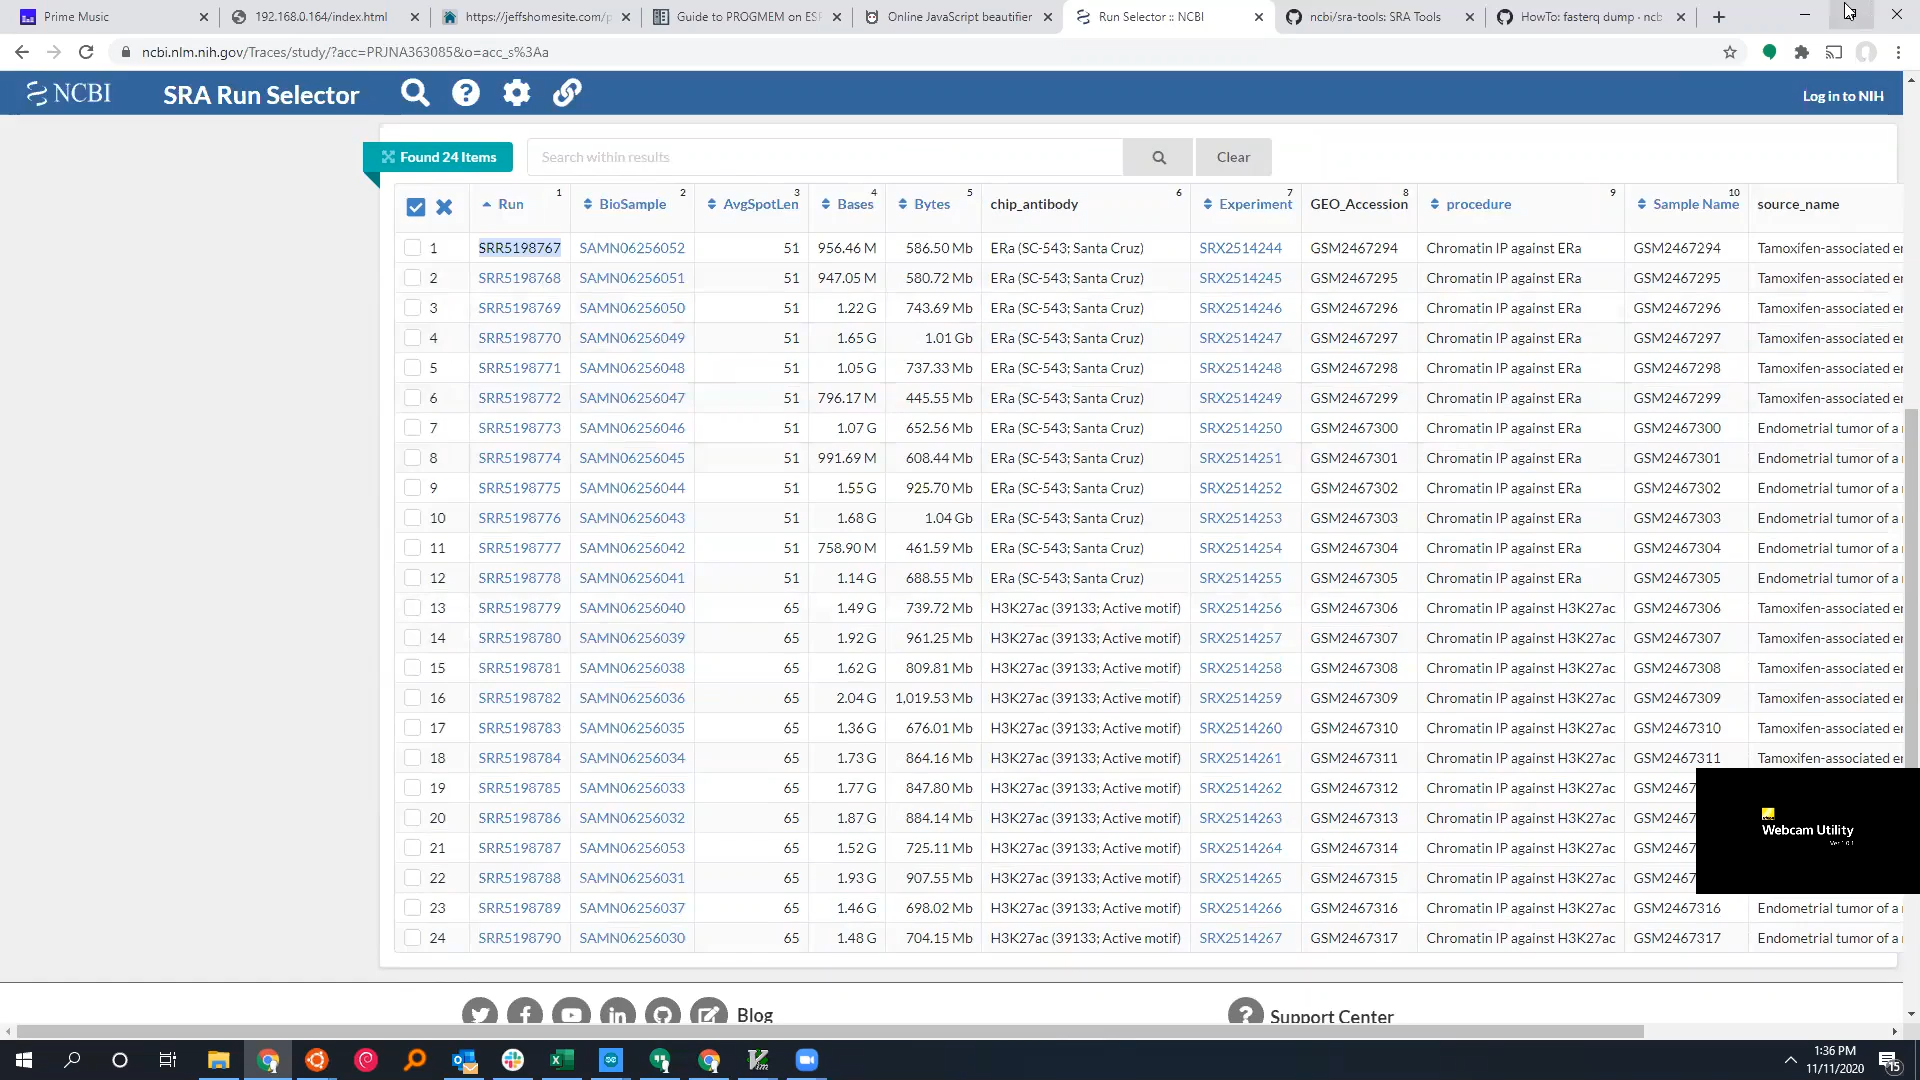 Prime Music
192.168.0.164/index.html
https://jeffshomesite.com/p
Guide to PROGMEM on ESP
Online JavaScript beautifier
Run Selector :: NCBI
ncbi/sra-tools: SRA Tools
HowTo: fasterq dump · ncb
ncbi.nlm.nih.gov/Traces/study/?acc=PRJNA363085&o=acc_s%3Aa
NCBI SRA Run Selector Log in to NIH
Found 24 Items Search within results Clear
1 2 3 4 5 6 7 8 9 10
Run BioSample AvgSpotLen Bases Bytes chip_antibody Experiment GEO_Accession procedure Sample Name source_name
1 SRR5198767 SAMN06256052 51 956.46 M 586.50 Mb ERa (SC-543; Santa Cruz) SRX2514244 GSM2467294 Chromatin IP against ERa GSM2467294 Tamoxifen-associated e
2 SRR5198768 SAMN06256051 51 947.05 M 580.72 Mb ERa (SC-543; Santa Cruz) SRX2514245 GSM2467295 Chromatin IP against ERa GSM2467295 Tamoxifen-associated e
3 SRR5198769 SAMN06256050 51 1.22 G 743.69 Mb ERa (SC-543; Santa Cruz) SRX2514246 GSM2467296 Chromatin IP against ERa GSM2467296 Tamoxifen-associated e
4 SRR5198770 SAMN06256049 51 1.65 G 1.01 Gb ERa (SC-543; Santa Cruz) SRX2514247 GSM2467297 Chromatin IP against ERa GSM2467297 Tamoxifen-associated e
5 SRR5198771 SAMN06256048 51 1.05 G 737.33 Mb ERa (SC-543; Santa Cruz) SRX2514248 GSM2467298 Chromatin IP against ERa GSM2467298 Tamoxifen-associated e
6 SRR5198772 SAMN06256047 51 796.17 M 445.55 Mb ERa (SC-543; Santa Cruz) SRX2514249 GSM2467299 Chromatin IP against ERa GSM2467299 Tamoxifen-associated e
7 SRR5198773 SAMN06256046 51 1.07 G 652.56 Mb ERa (SC-543; Santa Cruz) SRX2514250 GSM2467300 Chromatin IP against ERa GSM2467300 Endometrial tumor of a
8 SRR5198774 SAMN06256045 51 991.69 M 608.44 Mb ERa (SC-543; Santa Cruz) SRX2514251 GSM2467301 Chromatin IP against ERa GSM2467301 Endometrial tumor of a
9 SRR5198775 SAMN06256044 51 1.55 G 925.70 Mb ERa (SC-543; Santa Cruz) SRX2514252 GSM2467302 Chromatin IP against ERa GSM2467302 Endometrial tumor of a
10 SRR5198776 SAMN06256043 51 1.68 G 1.04 Gb ERa (SC-543; Santa Cruz) SRX2514253 GSM2467303 Chromatin IP against ERa GSM2467303 Endometrial tumor of a
11 SRR5198777 SAMN06256042 51 758.90 M 461.59 Mb ERa (SC-543; Santa Cruz) SRX2514254 GSM2467304 Chromatin IP against ERa GSM2467304 Endometrial tumor of a
12 SRR5198778 SAMN06256041 51 1.14 G 688.55 Mb ERa (SC-543; Santa Cruz) SRX2514255 GSM2467305 Chromatin IP against ERa GSM2467305 Endometrial tumor of a
13 SRR5198779 SAMN06256040 65 1.49 G 739.72 Mb H3K27ac (39133; Active motif) SRX2514256 GSM2467306 Chromatin IP against H3K27ac GSM2467306 Tamoxifen-associated e
14 SRR5198780 SAMN06256039 65 1.92 G 961.25 Mb H3K27ac (39133; Active motif) SRX2514257 GSM2467307 Chromatin IP against H3K27ac GSM2467307 Tamoxifen-associated e
15 SRR5198781 SAMN06256038 65 1.62 G 809.81 Mb H3K27ac (39133; Active motif) SRX2514258 GSM2467308 Chromatin IP against H3K27ac GSM2467308 Tamoxifen-associated e
16 SRR5198782 SAMN06256036 65 2.04 G 1,019.53 Mb H3K27ac (39133; Active motif) SRX2514259 GSM2467309 Chromatin IP against H3K27ac GSM2467309 Tamoxifen-associated e
17 SRR5198783 SAMN06256035 65 1.36 G 676.01 Mb H3K27ac (39133; Active motif) SRX2514260 GSM2467310 Chromatin IP against H3K27ac GSM2467310 Tamoxifen-associated e
18 SRR5198784 SAMN06256034 65 1.73 G 864.16 Mb H3K27ac (39133; Active motif) SRX2514261 GSM2467311 Chromatin IP against H3K27ac GSM2467311 Tamoxifen-associated e
19 SRR5198785 SAMN06256033 65 1.77 G 847.80 Mb H3K27ac (39133; Active motif) SRX2514262 GSM2467312 Chromatin IP against H3K27ac GSM2467
20 SRR5198786 SAMN06256032 65 1.87 G 884.14 Mb H3K27ac (39133; Active motif) SRX2514263 GSM2467313 Chromatin IP against H3K27ac GSM2467
21 SRR5198787 SAMN06256053 65 1.52 G 725.11 Mb H3K27ac (39133; Active motif) SRX2514264 GSM2467314 Chromatin IP against H3K27ac GSM2467
22 SRR5198788 SAMN06256031 65 1.93 G 907.55 Mb H3K27ac (39133; Active motif) SRX2514265 GSM2467315 Chromatin IP against H3K27ac GSM2467
23 SRR5198789 SAMN06256037 65 1.46 G 698.02 Mb H3K27ac (39133; Active motif) SRX2514266 GSM2467316 Chromatin IP against H3K27ac GSM2467316 Endometrial tumor of a
24 SRR5198790 SAMN06256030 65 1.48 G 704.15 Mb H3K27ac (39133; Active motif) SRX2514267 GSM2467317 Chromatin IP against H3K27ac GSM2467317 Endometrial tumor of a
Webcam Utility
Blog Support Center
1:36 PM
11/11/2020
15